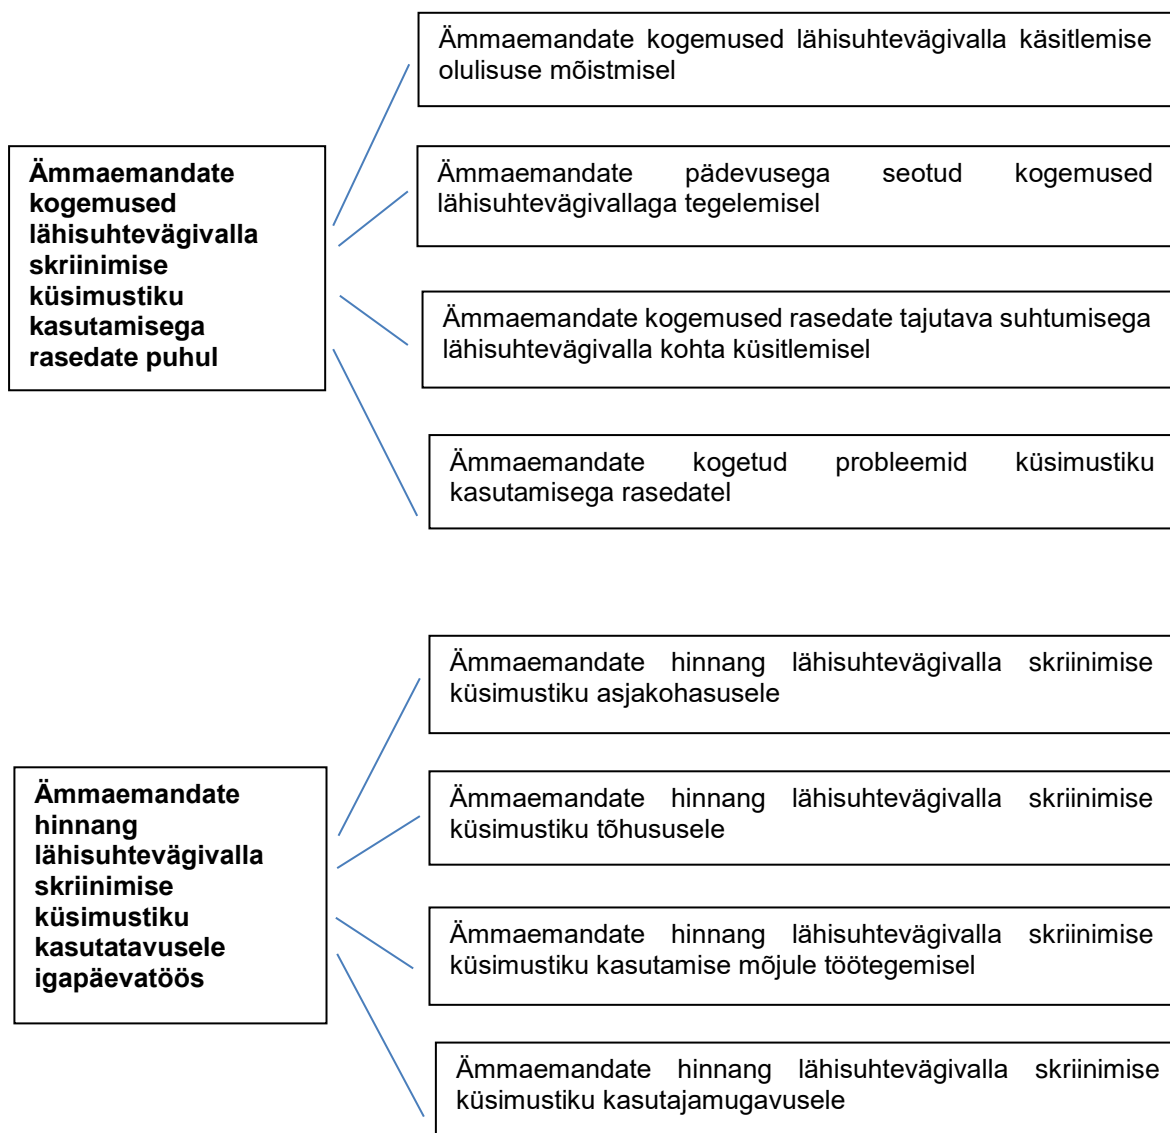 Ämmaemandate kogemused lähisuhtevägivalla käsitlemise
olulisuse mõistmisel
Ämmaemandate
kogemused
lähisuhtevägivalla
skriinimise
küsimustiku
kasutamisega
rasedate puhul
Ämmaemandate pädevusega seotud kogemused
lähisuhtevägivallaga tegelemisel
Ämmaemandate kogemused rasedate tajutava suhtumisega
lähisuhtevägivalla kohta küsitlemisel
Ämmaemandate kogetud probleemid küsimustiku
kasutamisega rasedatel
Ämmaemandate hinnang lähisuhtevägivalla skriinimise
küsimustiku asjakohasusele
Ämmaemandate
hinnang
lähisuhtevägivalla
skriinimise
küsimustiku
kasutatavusele
igapäevatöös
Ämmaemandate hinnang lähisuhtevägivalla skriinimise
küsimustiku tõhususele
Ämmaemandate hinnang lähisuhtevägivalla skriinimise
küsimustiku kasutamise mõjule töötegemisel
Ämmaemandate hinnang lähisuhtevägivalla skriinimise
küsimustiku kasutajamugavusele